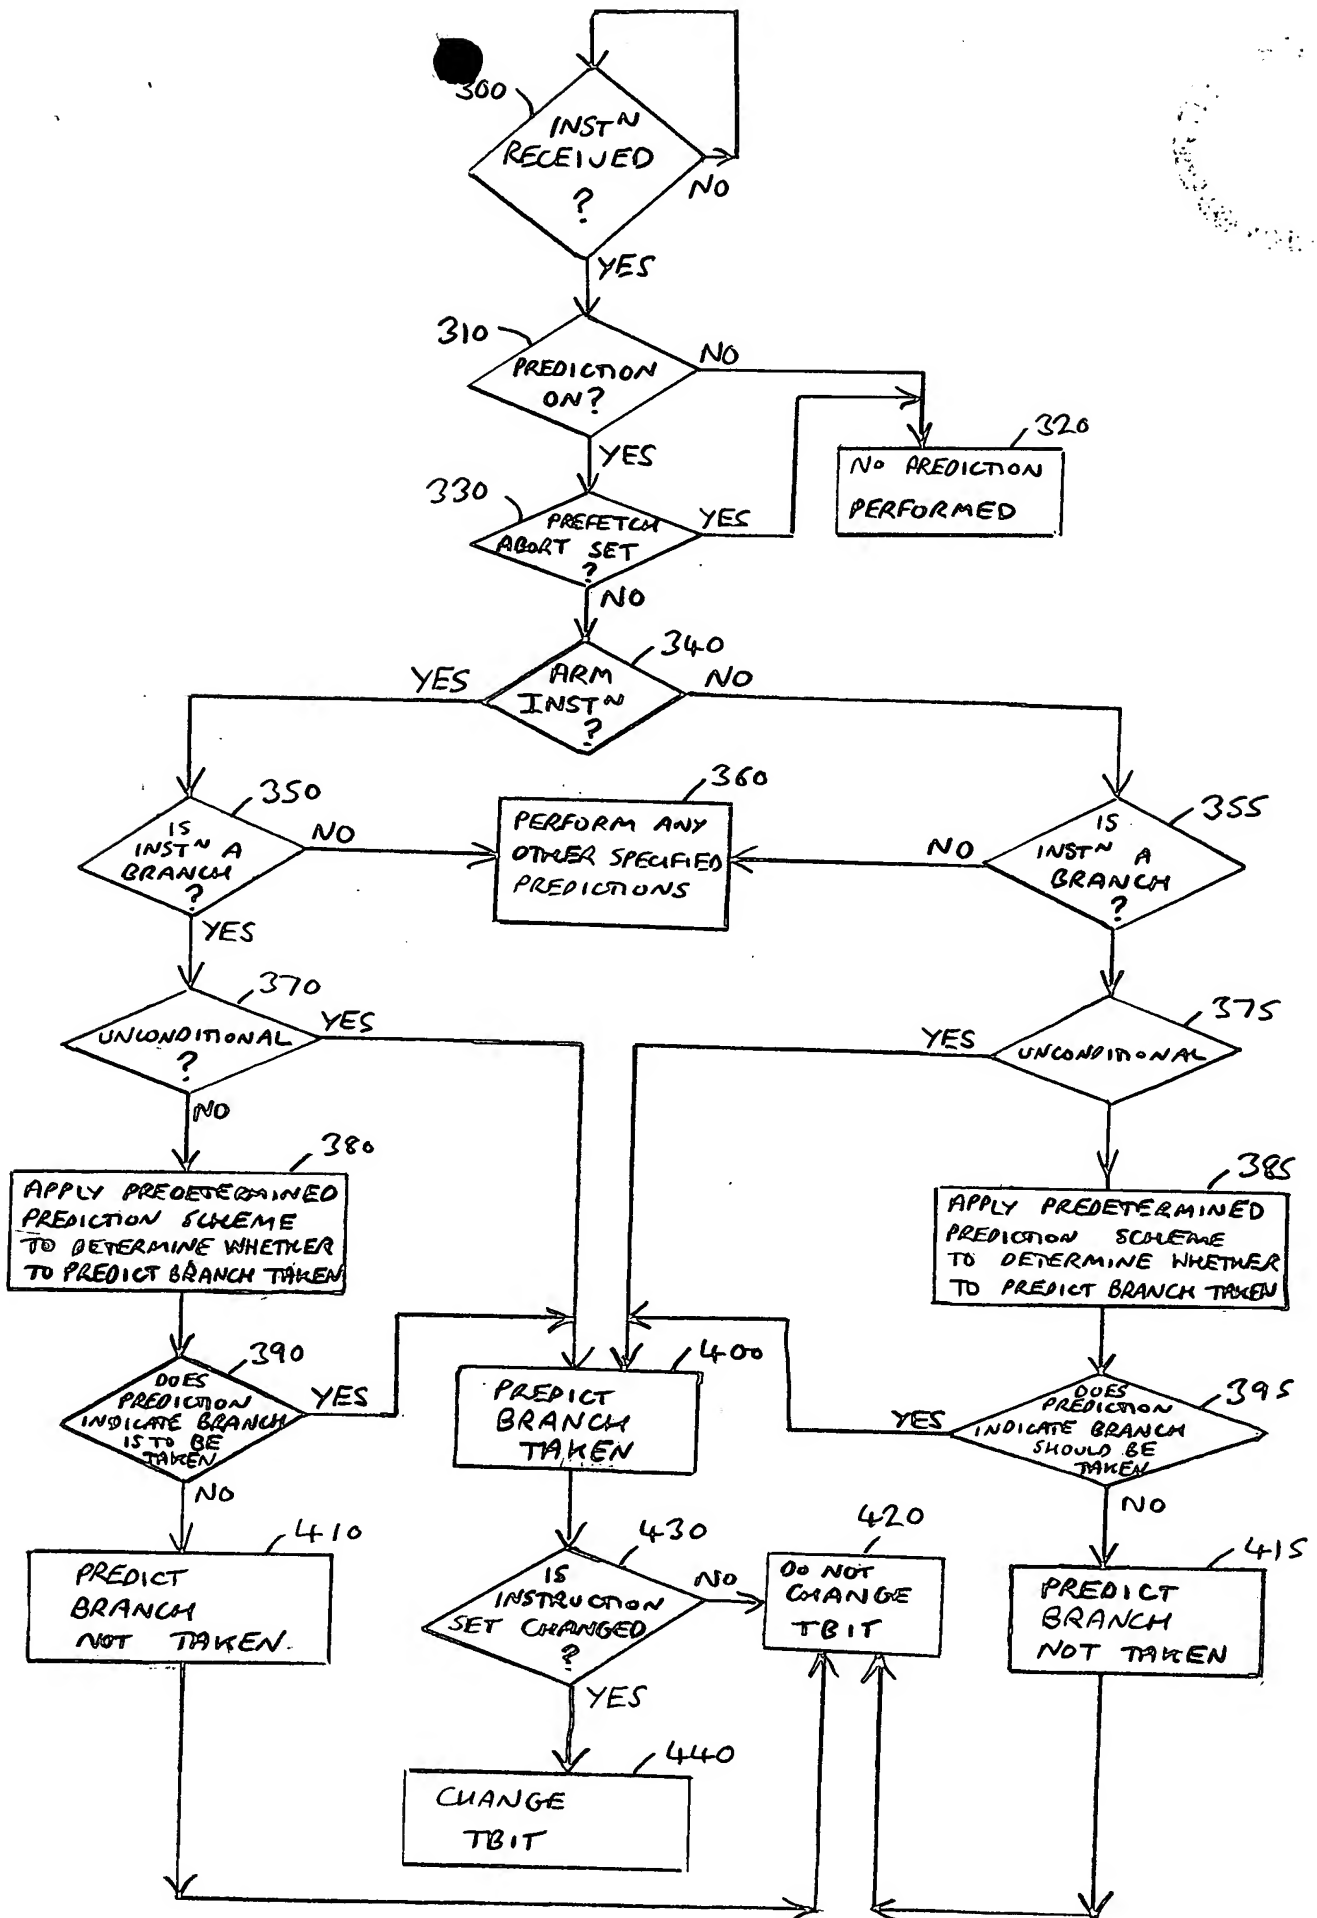 300
INSTN
RECEIVED
?
NO
YES
310
PREDICTION
ON?
NO
YES
320
NO PREDICTION
PERFORMED
330
PREFETCH
ABORT SET
?
YES
NO
340
ARM
INSTN
?
YES
NO
350
IS
INSTN A
BRANCH
?
NO
YES
360
PERFORM ANY
OTHER SPECIFIED
PREDICTIONS
355
IS
INSTN A
BRANCH
?
NO
370
UNCONDITIONAL
?
YES
NO
375
UNCONDITIONAL
YES
380
APPLY PREDETERMINED
PREDICTION SCHEME
TO DETERMINE WHETHER
TO PREDICT BRANCH TAKEN
385
APPLY PREDETERMINED
PREDICTION SCHEME
TO DETERMINE WHETHER
TO PREDICT BRANCH TAKEN
390
DOES
PREDICTION
INDICATE BRANCH
IS TO BE
TAKEN
YES
NO
400
PREDICT
BRANCH
TAKEN
395
DOES
PREDICTION
INDICATE BRANCH
SHOULD BE
TAKEN
YES
NO
410
PREDICT
BRANCH
NOT TAKEN.
430
IS
INSTRUCTION
SET CHANGED
?
NO
YES
420
DO NOT
CHANGE
TBIT
415
PREDICT
BRANCH
NOT TAKEN
440
CHANGE
TBIT